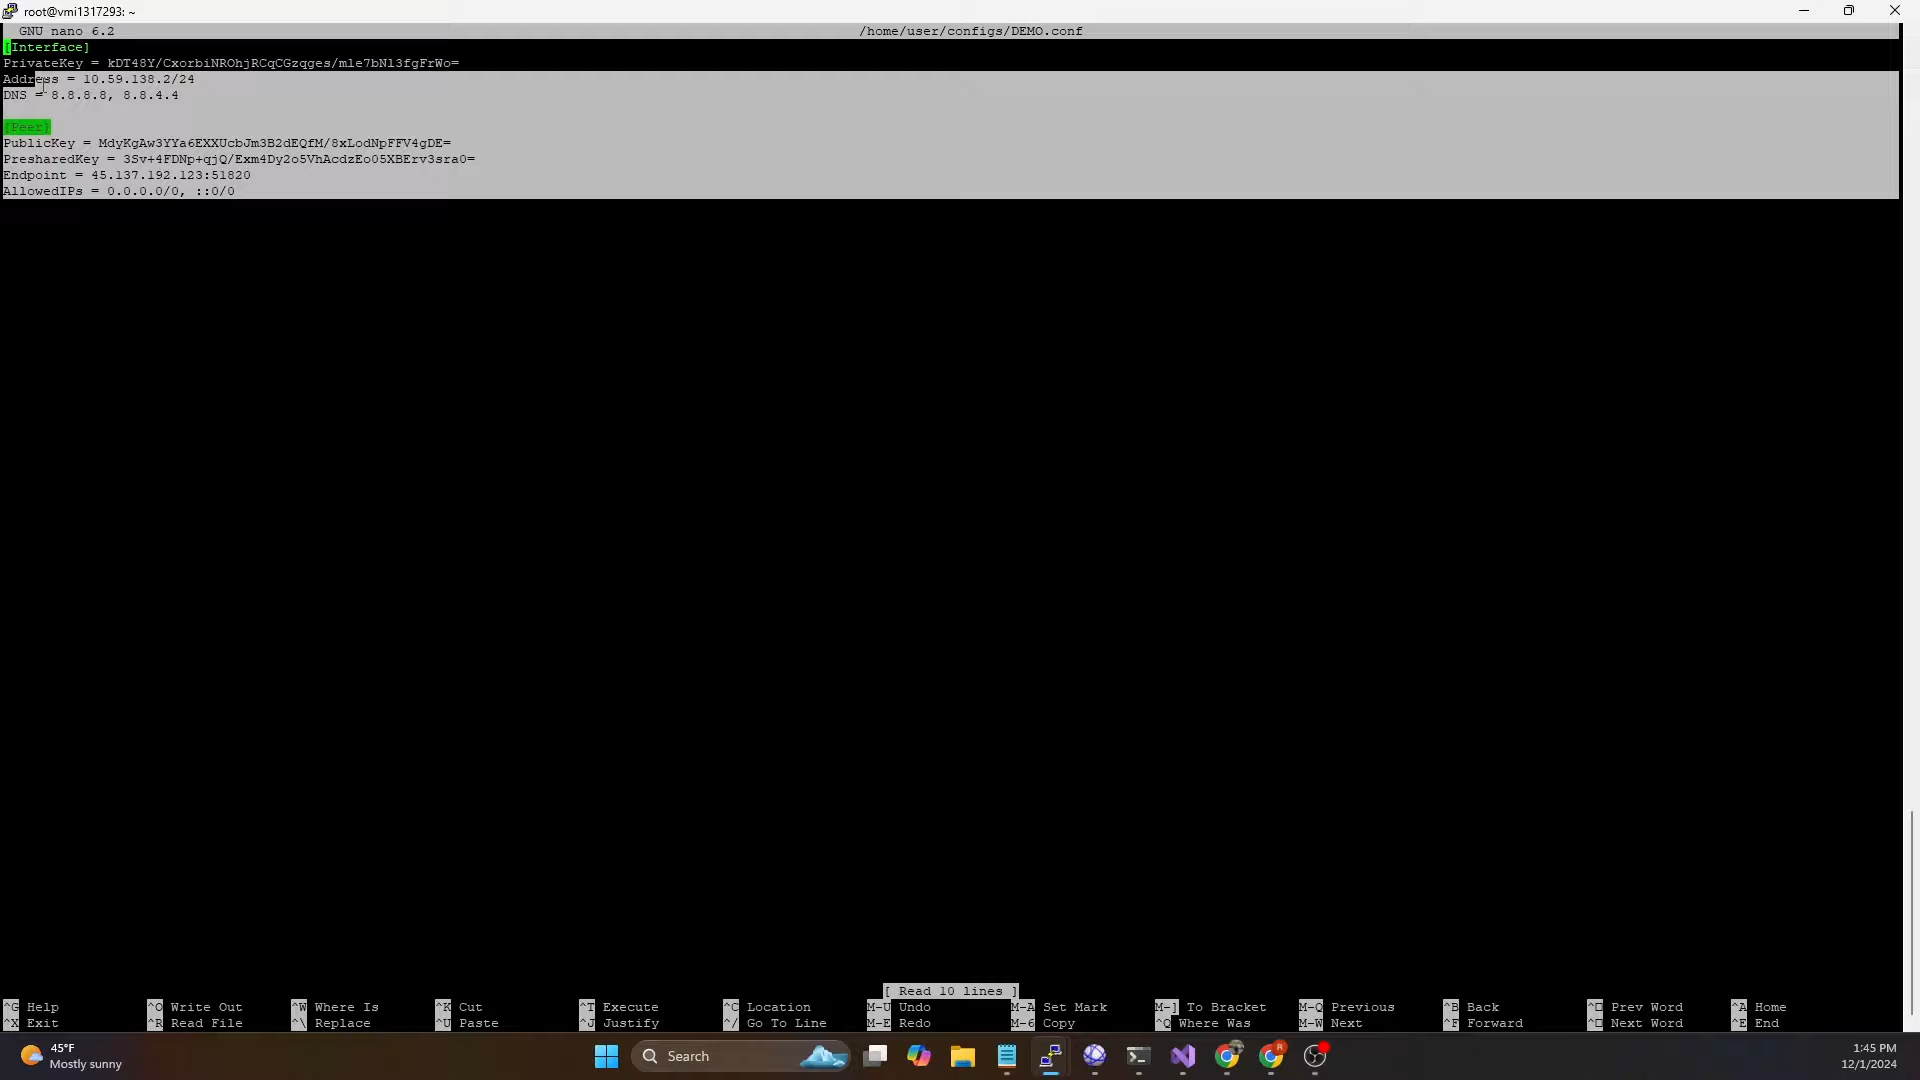 root@vmi1317293: ~
GNU nano 6.2 /home/user/configs/DEMO.conf
[Interface]
PrivateKey = kDT48Y/CxorbiNROhjRCqCGzqges/mle7bNl3fgFrWo=
Address = 10.59.138.2/24
DNS = 8.8.8.8, 8.8.4.4
[Peer]
PublicKey = MdyKgAw3YYa6EXXUcbJm3B2dEQfM/8xLodNpFFV4gDE=
PresharedKey = 3Sv+4FDNp+qjQ/Exm4Dy2o5VhAcdzEo05XBErv3sra0=
Endpoint = 45.137.192.123:51820
AllowedIPs = 0.0.0.0/0, ::0/0
[ Read 10 lines ]
^G Help ^O Write Out ^W Where Is ^K Cut ^T Execute ^C Location M-U Undo M-A Set Mark M-] To Bracket M-Q Previous ^B Back ^□ Prev Word ^A Home
^X Exit ^R Read File ^\ Replace ^U Paste ^J Justify ^/ Go To Line M-E Redo M-6 Copy ^Q Where Was M-W Next ^F Forward ^□ Next Word ^E End
45°F
Mostly sunny
Search
1:45 PM
12/1/2024